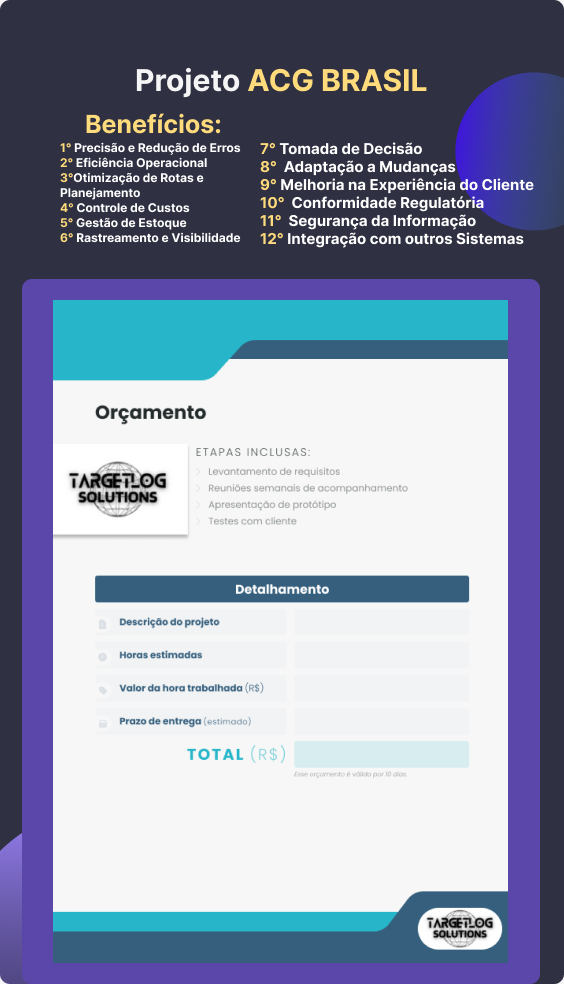 Projeto ACG BRASIL
Benefícios:
1° Precisão e Redução de Erros
2° Eficiência Operacional
3°Otimização de Rotas e
Planejamento
4° Controle de Custos
5° Gestão de Estoque
6° Rastreamento e Visibilidade
7° Tomada de Decisão
8° Adaptação a Mudanças
9° Melhoria na Experiência do Cliente
10° Conformidade Regulatória
11° Segurança da Informação
12° Integração com outros Sistemas
Orçamento
TARGETLOG
SOLUTIONS
ETAPAS INCLUSAS:
Levantamento de requisitos
Reuniões semanais de acompanhamento
Apresentação de protótipo
Testes com cliente
Detalhamento
Descrição do projeto
Horas estimadas
Valor da hora trabalhada (R$)
Prazo de entrega (estimado)
TOTAL (R$)
Esse orçamento é válido por 10 dias.
TARGETLOG
SOLUTIONS